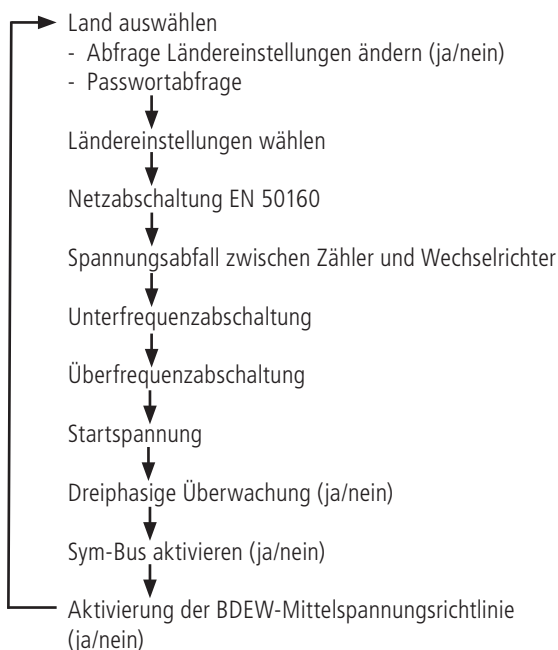 Land auswählen
- Abfrage Ländereinstellungen ändern (ja/nein)
- Passwortabfrage
Ländereinstellungen wählen
Netzabschaltung EN 50160
Spannungsabfall zwischen Zähler und Wechselrichter
Unterfrequenzabschaltung
Überfrequenzabschaltung
Startspannung
Dreiphasige Überwachung (ja/nein)
Sym-Bus aktivieren (ja/nein)
Aktivierung der BDEW-Mittelspannungsrichtlinie
(ja/nein)